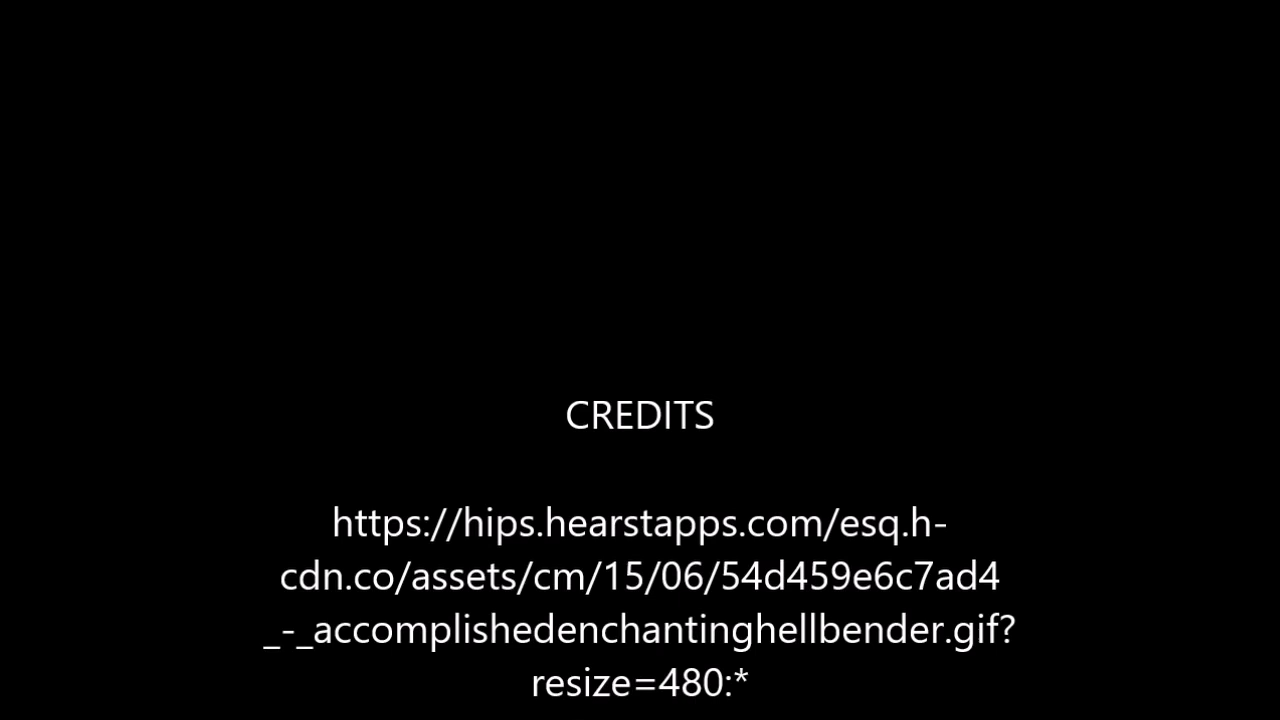 CREDITS
https://hips.hearstapps.com/esq.h-
cdn.co/assets/cm/15/06/54d459e6c7ad4
_-_accomplishedenchantinghellbender.gif?
resize=480:*